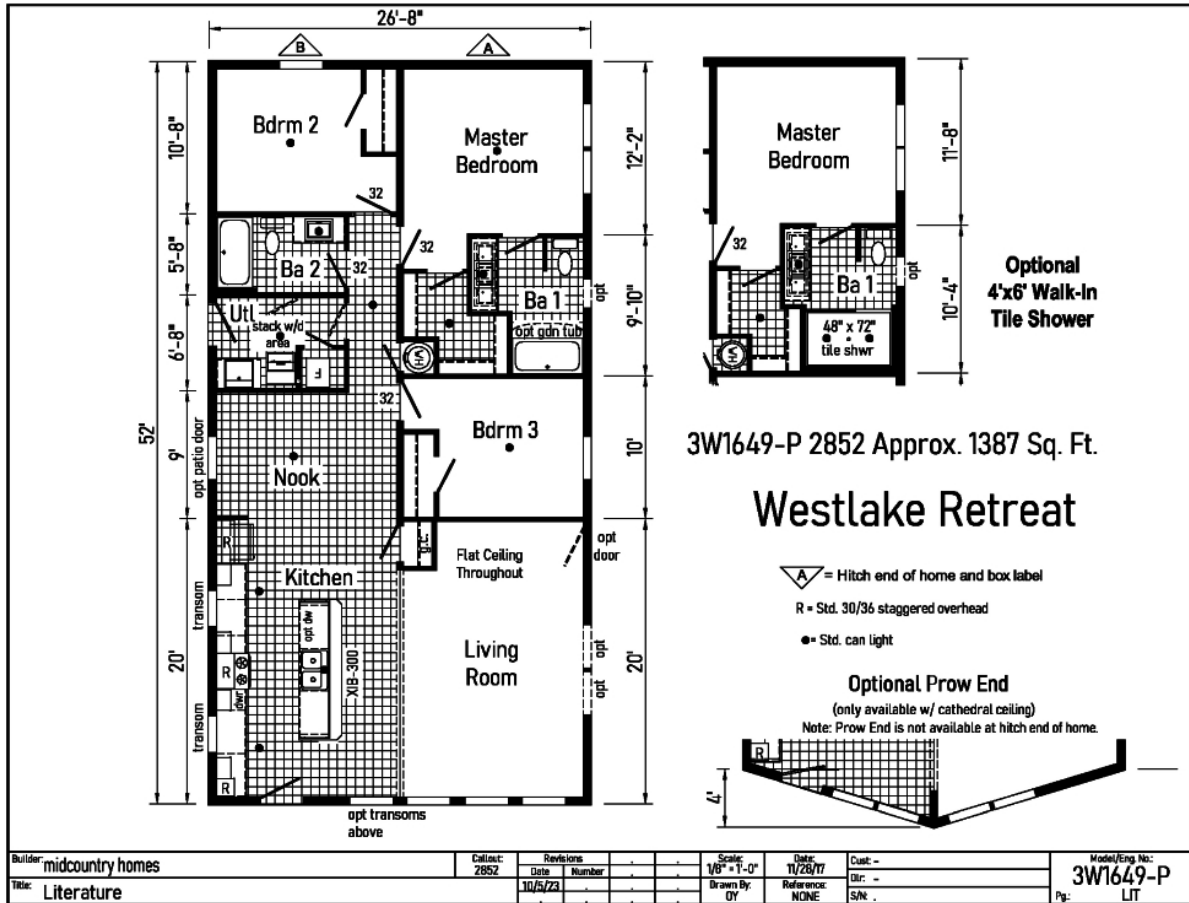 26'-8"
B
A
Bdrm 2
Master
Bedroom
32
32
32
32
10'-8"
5'-8"
6'-8"
9'
20'
52'
12'-2"
9'-10"
10'
20'
Ba 2
Utl
stack w/d
area
F
WH
Ba 1
opt gdn tub
opt
opt patio door
Nook
Bdrm 3
R
g.c.
Flat Ceiling
Throughout
opt
door
Kitchen
transom
opt dw
XIB-300
R
dwr
transom
R
Living
Room
opt
opt
opt transoms
above
Master
Bedroom
32
11'-8"
10'-4"
Ba 1
opt
WH
48" x 72"
tile shwr
Optional
4'x6' Walk-In
Tile Shower
3W1649-P 2852 Approx. 1387 Sq. Ft.
Westlake Retreat
A = Hitch end of home and box label
R = Std. 30/36 staggered overhead
●= Std. can light
Optional Prow End
(only available w/ cathedral ceiling)
Note: Prow End is not available at hitch end of home.
R
4'
Builder: midcountry homes
Title: Literature
Callout:
2852
Revisions
Date Number
10/5/23
Scale:
1/8" = 1'-0"
Drawn By:
OY
Date:
11/28/17
Reference:
NONE
Cust: -
Dlr: -
S/N: .
Model/Eng. No.:
3W1649-P
Pg.: LIT